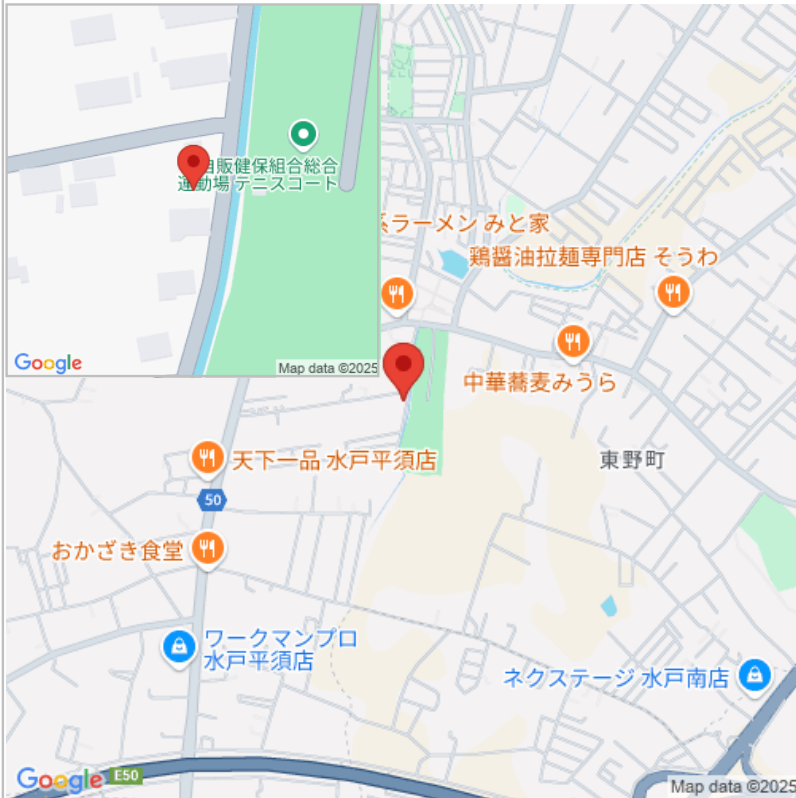 自販健保組合総合
運動場 テニスコート
Google
Map data ©2025
系ラーメン みと家
鶏醤油拉麺専門店 そうわ
中華蕎麦みうら
天下一品 水戸平須店
東野町
50
おかざき食堂
ワークマンプロ
水戸平須店
ネクステージ 水戸南店
Google
E50
Map data ©2025